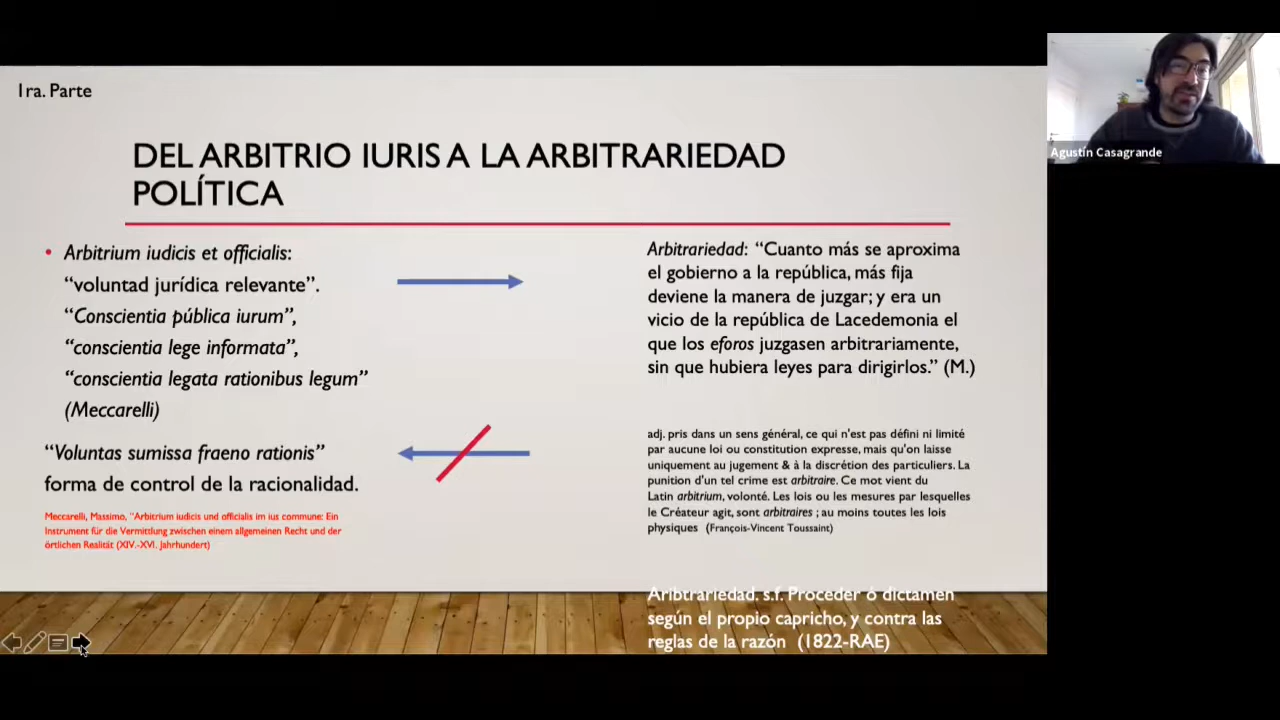 1ra. Parte
DEL ARBITRIO IURIS A LA ARBITRARIEDAD
POLÍTICA
• Arbitrium iudicis et officialis:
“voluntad jurídica relevante”.
“Conscientia pública iurum”,
“conscientia lege informata”,
“conscientia legata rationibus legum”
(Meccarelli)
“Voluntas sumissa fraeno rationis”
forma de control de la racionalidad.
Meccarelli, Massimo, “Arbitrium iudicis und officialis im ius commune: Ein
Instrument für die Vermittlung zwischen einem allgemeinen Recht und der
örtlichen Realität (XIV.-XVI. Jahrhundert)
Arbitrariedad: “Cuanto más se aproxima
el gobierno a la república, más fija
deviene la manera de juzgar; y era un
vicio de la república de Lacedemonia el
que los eforos juzgasen arbitrariamente,
sin que hubiera leyes para dirigirlos.” (M.)
adj. pris dans un sens général, ce qui n'est pas défini ni limité
par aucune loi ou constitution expresse, mais qu'on laisse
uniquement au jugement & à la discrétion des particuliers. La
punition d'un tel crime est arbitraire. Ce mot vient du
Latin arbitrium, volonté. Les lois ou les mesures par lesquelles
le Créateur agit, sont arbitraires ; au moins toutes les lois
physiques (François-Vincent Toussaint)
Aribtrariedad. s.f. Proceder ó dictamen
según el propio capricho, y contra las
reglas de la razón (1822-RAE)
Agustín Casagrande